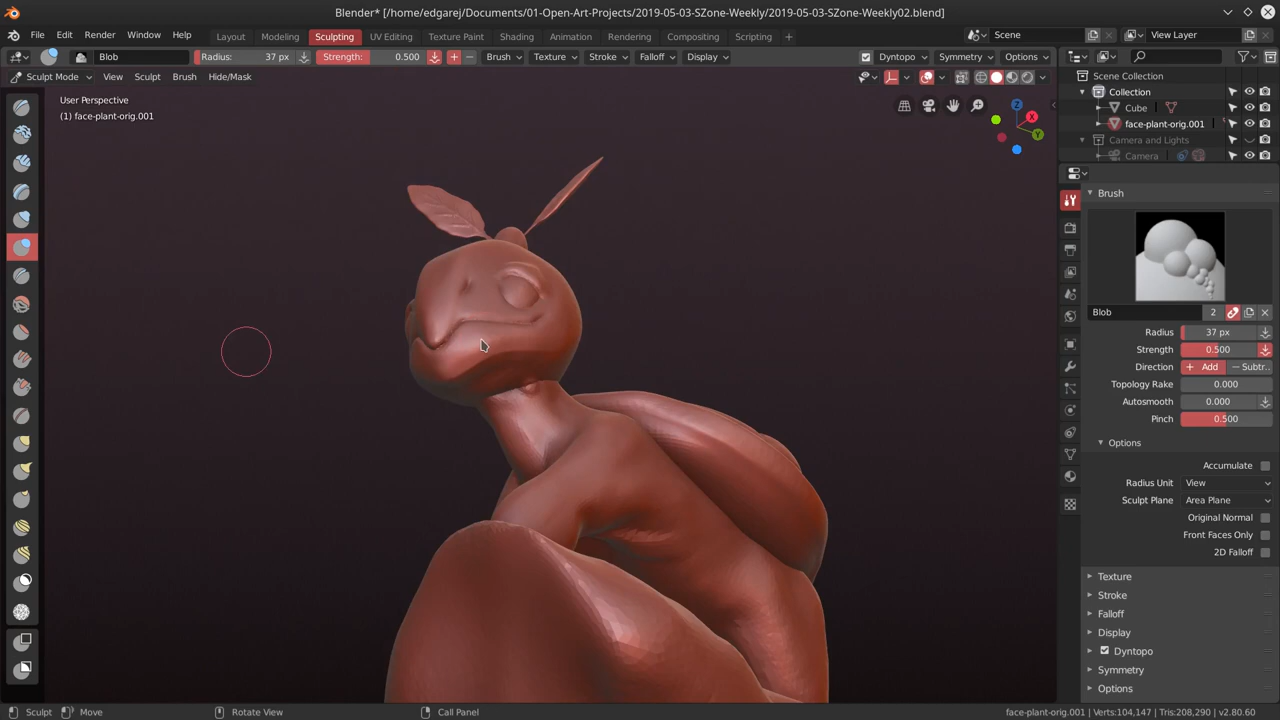 Blender* [/home/edgarej/Documents/01-Open-Art-Projects/2019-05-03-SZone-Weekly/2019-05-03-SZone-Weekly02.blend]
File Edit Render Window Help Layout Modeling Sculpting UV Editing Texture Paint Shading Animation Rendering Compositing Scripting + Scene View Layer
Blob Radius: 37 px Strength: 0.500 Brush Texture Stroke Falloff Display Dyntopo Symmetry Options
Sculpt Mode View Sculpt Brush Hide/Mask
Scene Collection
Collection
Cube
face-plant-orig.001
Camera and Lights
Camera
User Perspective
(1) face-plant-orig.001
Z
X
Y
Brush
Blob 2
Radius 37 px
Strength 0.500
Direction + Add − Subtr..
Topology Rake 0.000
Autosmooth 0.000
Pinch 0.500
Options
Accumulate
Radius Unit View
Sculpt Plane Area Plane
Original Normal
Front Faces Only
2D Falloff
Texture
Stroke
Falloff
Display
Dyntopo
Symmetry
Options
Sculpt Move Rotate View Call Panel face-plant-orig.001 | Verts:104,147 | Tris:208,290 | v2.80.60